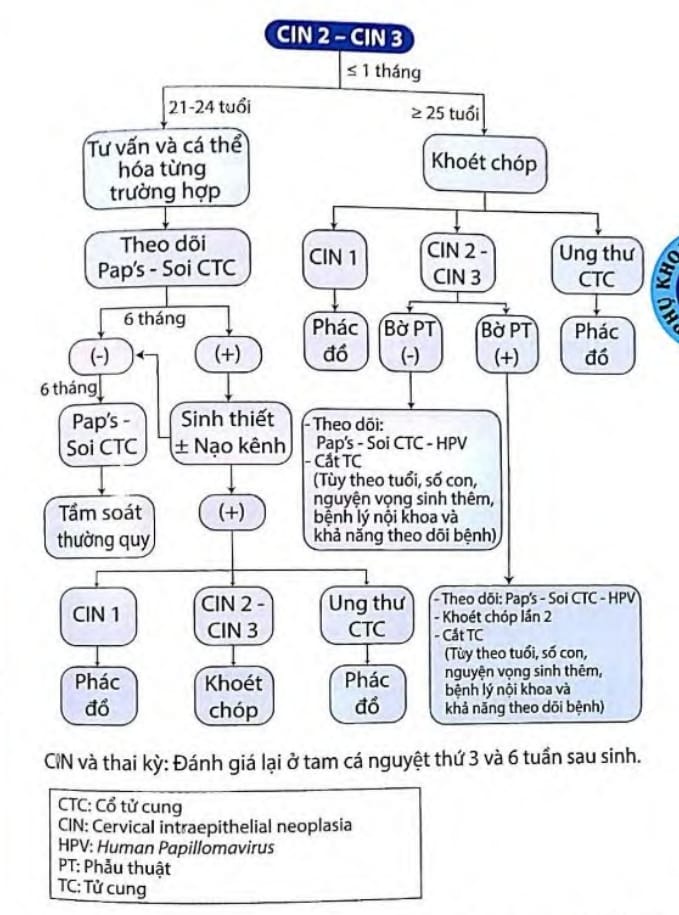 CIN 2 – CIN 3
≤ 1 tháng
21-24 tuổi
≥ 25 tuổi
Tư vấn và cá thể
hóa từng
trường hợp
Khoét chóp
Theo dõi
Pap's - Soi CTC
CIN 1
CIN 2 -
CIN 3
Ung thư
CTC
6 tháng
(-)
(+)
Phác
đồ
Bờ PT
(-)
Bờ PT
(+)
Phác
đồ
6 tháng
Pap's -
Soi CTC
Sinh thiết
± Nạo kênh
- Theo dõi:
Pap's - Soi CTC - HPV
- Cắt TC
(Tùy theo tuổi, số con,
nguyện vọng sinh thêm,
bệnh lý nội khoa và
khả năng theo dõi bệnh)
Tầm soát
thường quy
(+)
CIN 1
CIN 2 -
CIN 3
Ung thư
CTC
- Theo dõi: Pap's - Soi CTC - HPV
- Khoét chóp lần 2
- Cắt TC
(Tùy theo tuổi, số con,
nguyện vọng sinh thêm,
bệnh lý nội khoa và
khả năng theo dõi bệnh)
Phác
đồ
Khoét
chóp
Phác
đồ
CIN và thai kỳ: Đánh giá lại ở tam cá nguyệt thứ 3 và 6 tuần sau sinh.
CTC: Cổ tử cung
CIN: Cervical intraepithelial neoplasia
HPV: Human Papillomavirus
PT: Phẫu thuật
TC: Tử cung